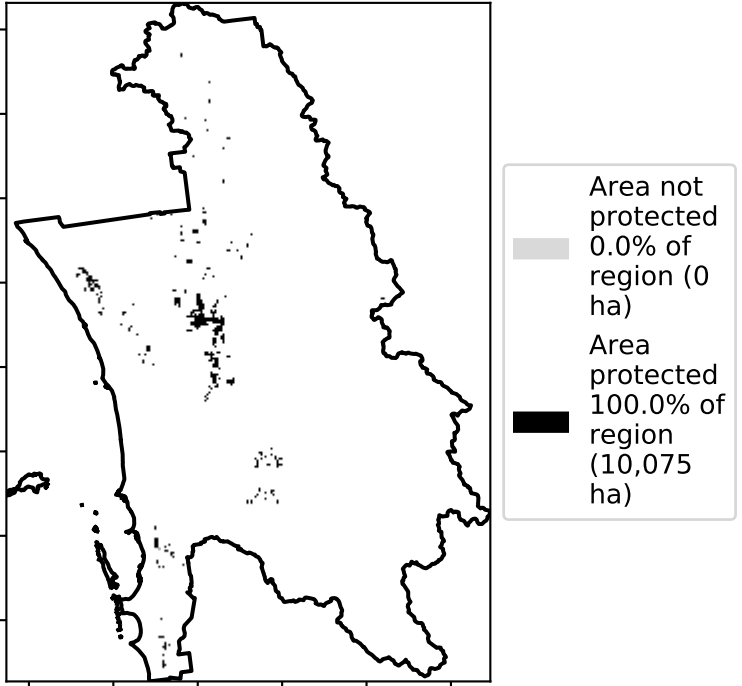 Area not
protected
0.0% of
region (0
ha)
Area
protected
100.0% of
region
(10,075
ha)